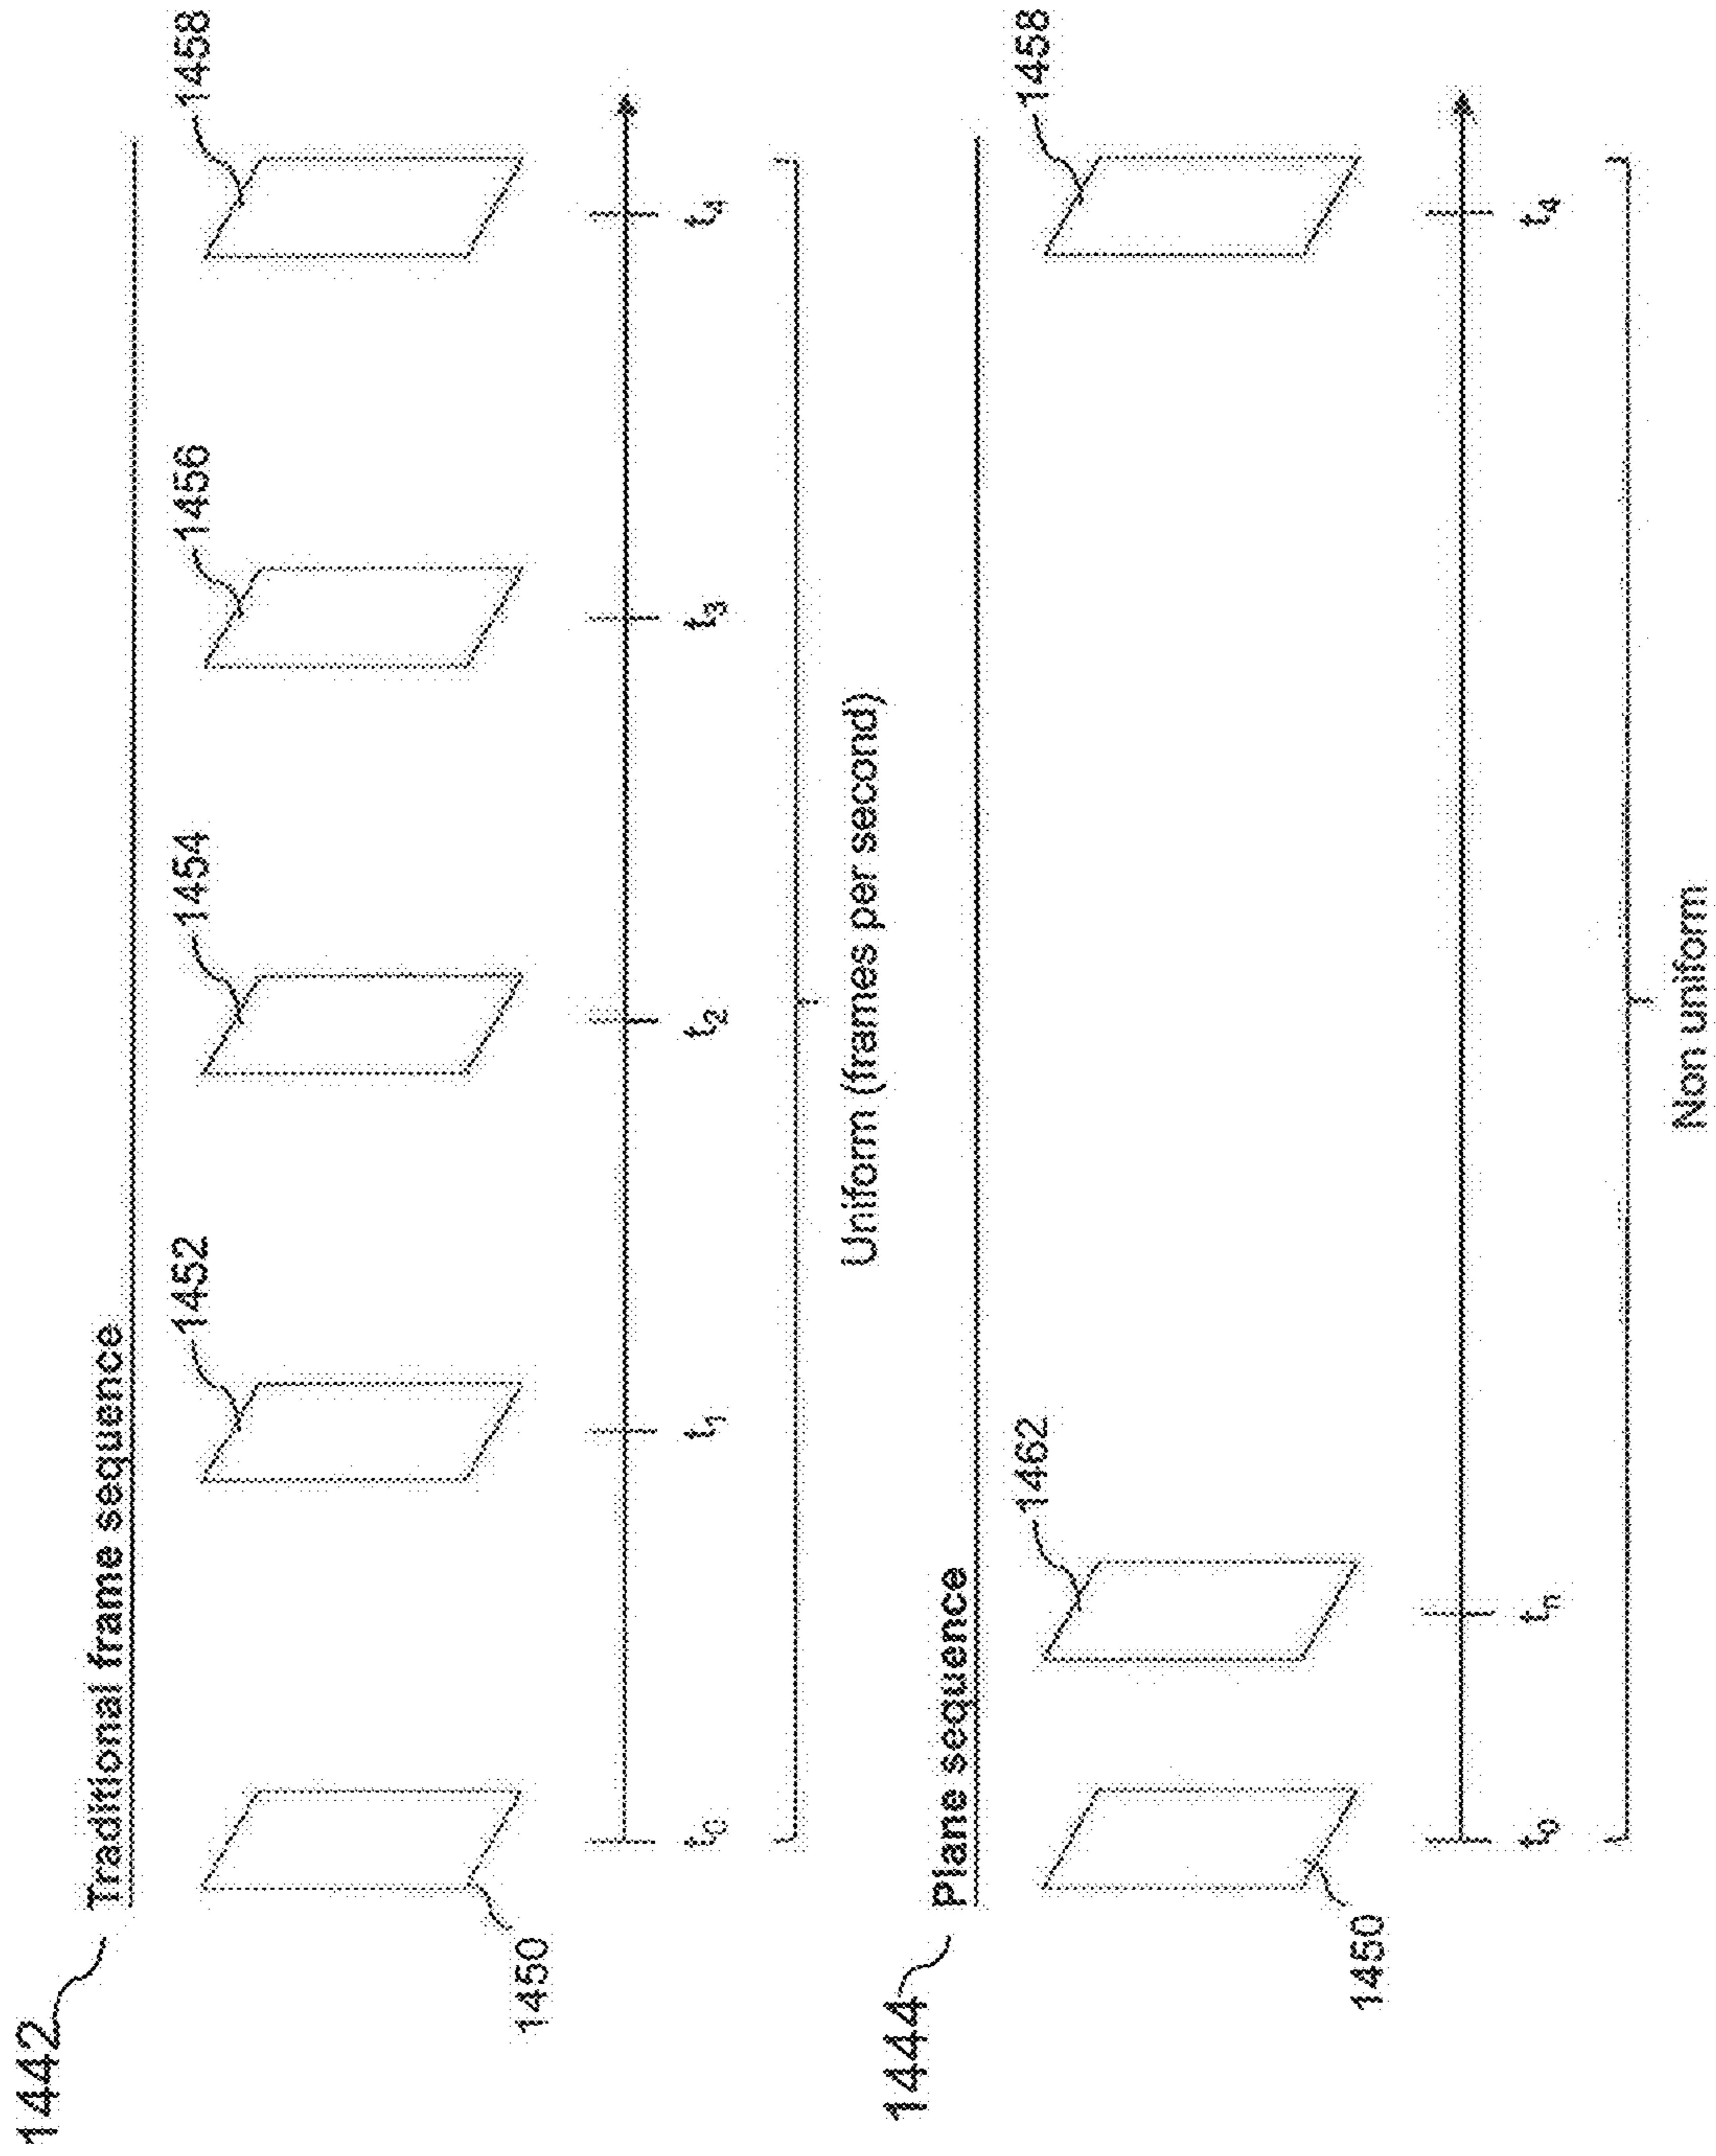 1442
Traditional frame sequence
1452
1454
1456
1458
1450
t0
t1
t2
t3
t4
Uniform (frames per second)
1444
Plane sequence
1462
1458
1450
t0
tn
t4
Non uniform